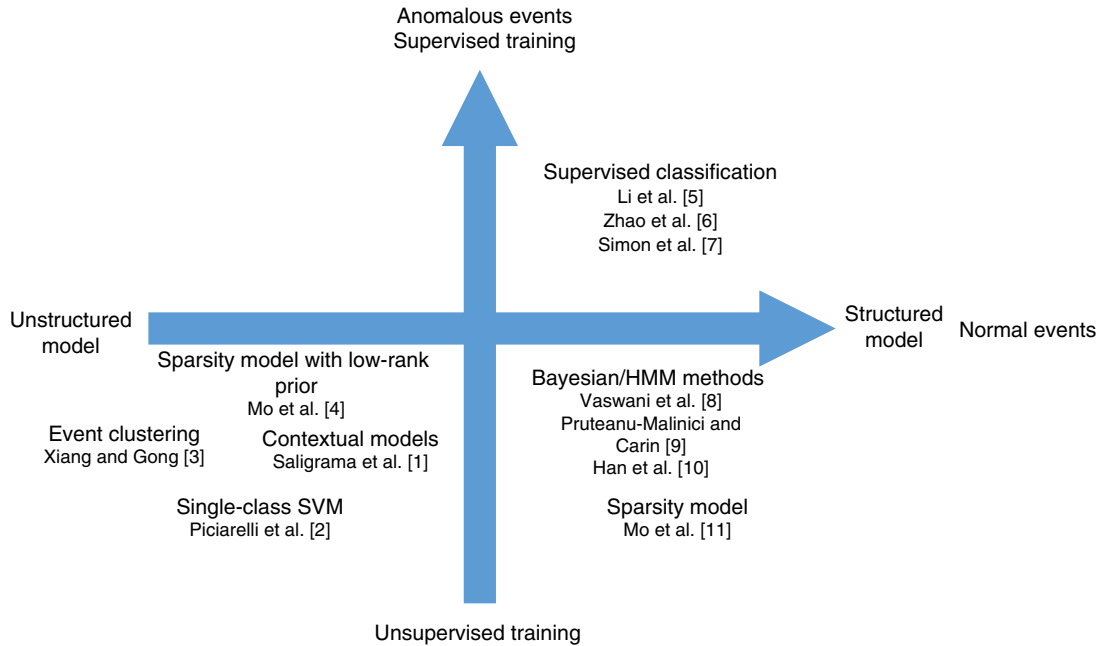 Anomalous events
Supervised training
Supervised classification
Li et al. [5]
Zhao et al. [6]
Simon et al. [7]
Unstructured
model
Structured
model
Normal events
Sparsity model with low-rank
prior
Mo et al. [4]
Event clustering
Xiang and Gong [3]
Contextual models
Saligrama et al. [1]
Single-class SVM
Piciarelli et al. [2]
Bayesian/HMM methods
Vaswani et al. [8]
Pruteanu-Malinici and
Carin [9]
Han et al. [10]
Sparsity model
Mo et al. [11]
Unsupervised training